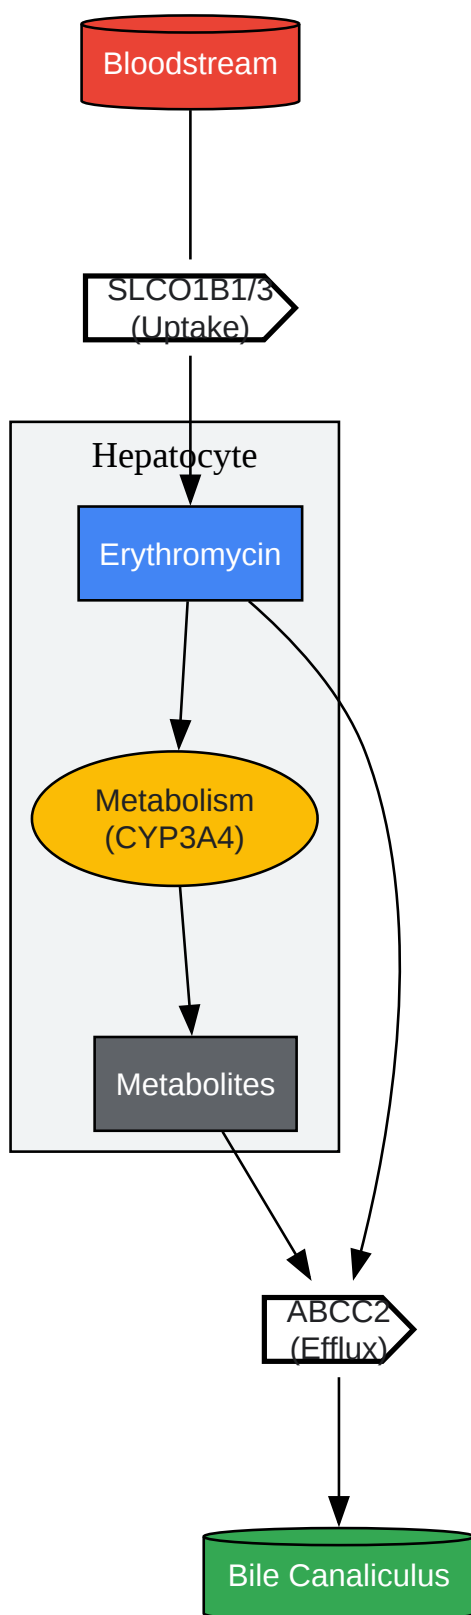 Bloodstream
SLCO1B1/3
(Uptake)
Hepatocyte
Erythromycin
Metabolism
(CYP3A4)
Metabolites
ABCC2
(Efflux)
Bile Canaliculus